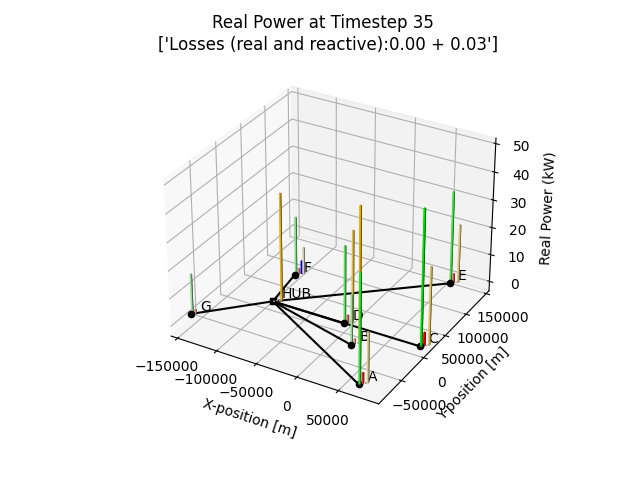 Real Power at Timestep 35
['Losses (real and reactive):0.00 + 0.03']
50
40
30
20
10
0
Real Power (kW)
F
E
HUB
G
D
B
C
A
150000
100000
50000
0
−50000
Y-position [m]
−150000
−100000
−50000
0
50000
X-position [m]